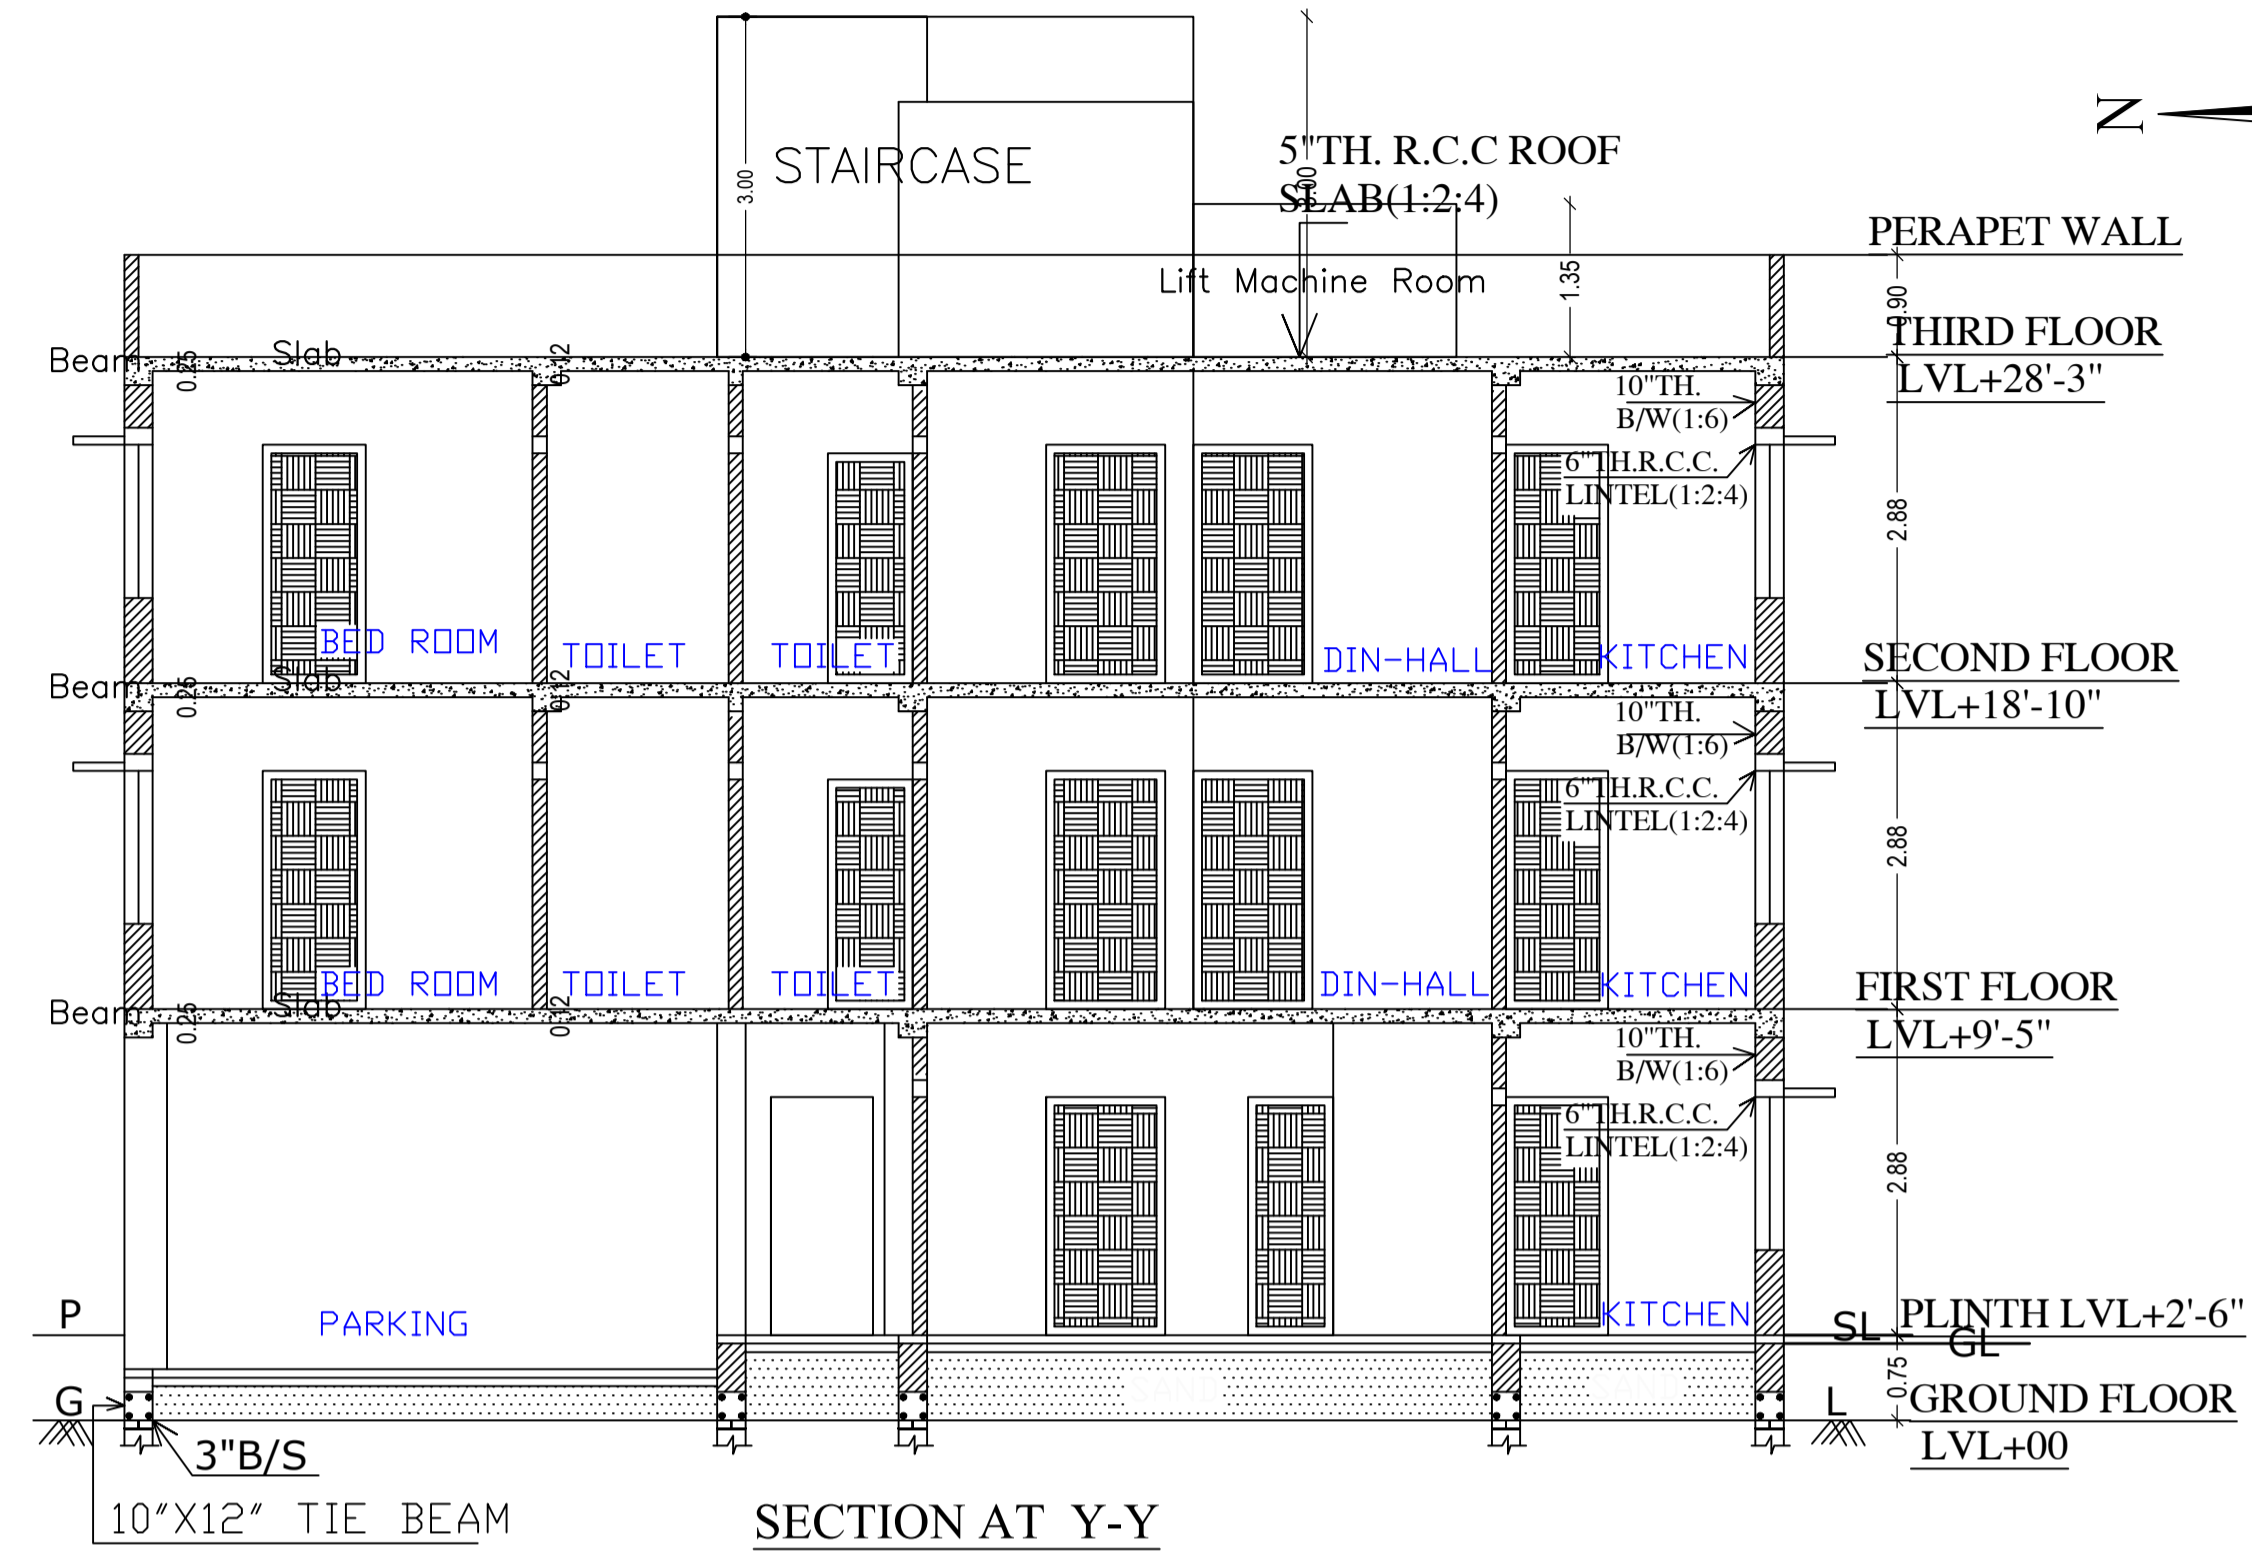 N
STAIRCASE
3.00
5"TH. R.C.C ROOF
SLAB(1:2:4)
3.00
PERAPET WALL
Lift Machine Room
1.35
0.90
THIRD FLOOR
LVL+28'-3"
Beam
Slab
0.25
0.12
10"TH.
B/W(1:6)
6"TH.R.C.C.
LINTEL(1:2:4)
2.88
BED ROOM
TOILET
TOILET
DIN-HALL
KITCHEN
SECOND FLOOR
LVL+18'-10"
Beam
Slab
0.25
0.12
10"TH.
B/W(1:6)
6"TH.R.C.C.
LINTEL(1:2:4)
2.88
BED ROOM
TOILET
TOILET
DIN-HALL
KITCHEN
FIRST FLOOR
LVL+9'-5"
Beam
Slab
0.25
0.12
10"TH.
B/W(1:6)
6"TH.R.C.C.
LINTEL(1:2:4)
2.88
P
PARKING
KITCHEN
SL
PLINTH LVL+2'-6"
GL
0.75
G
L
GROUND FLOOR
LVL+00
3"B/S
10"X12" TIE BEAM
SECTION AT Y-Y